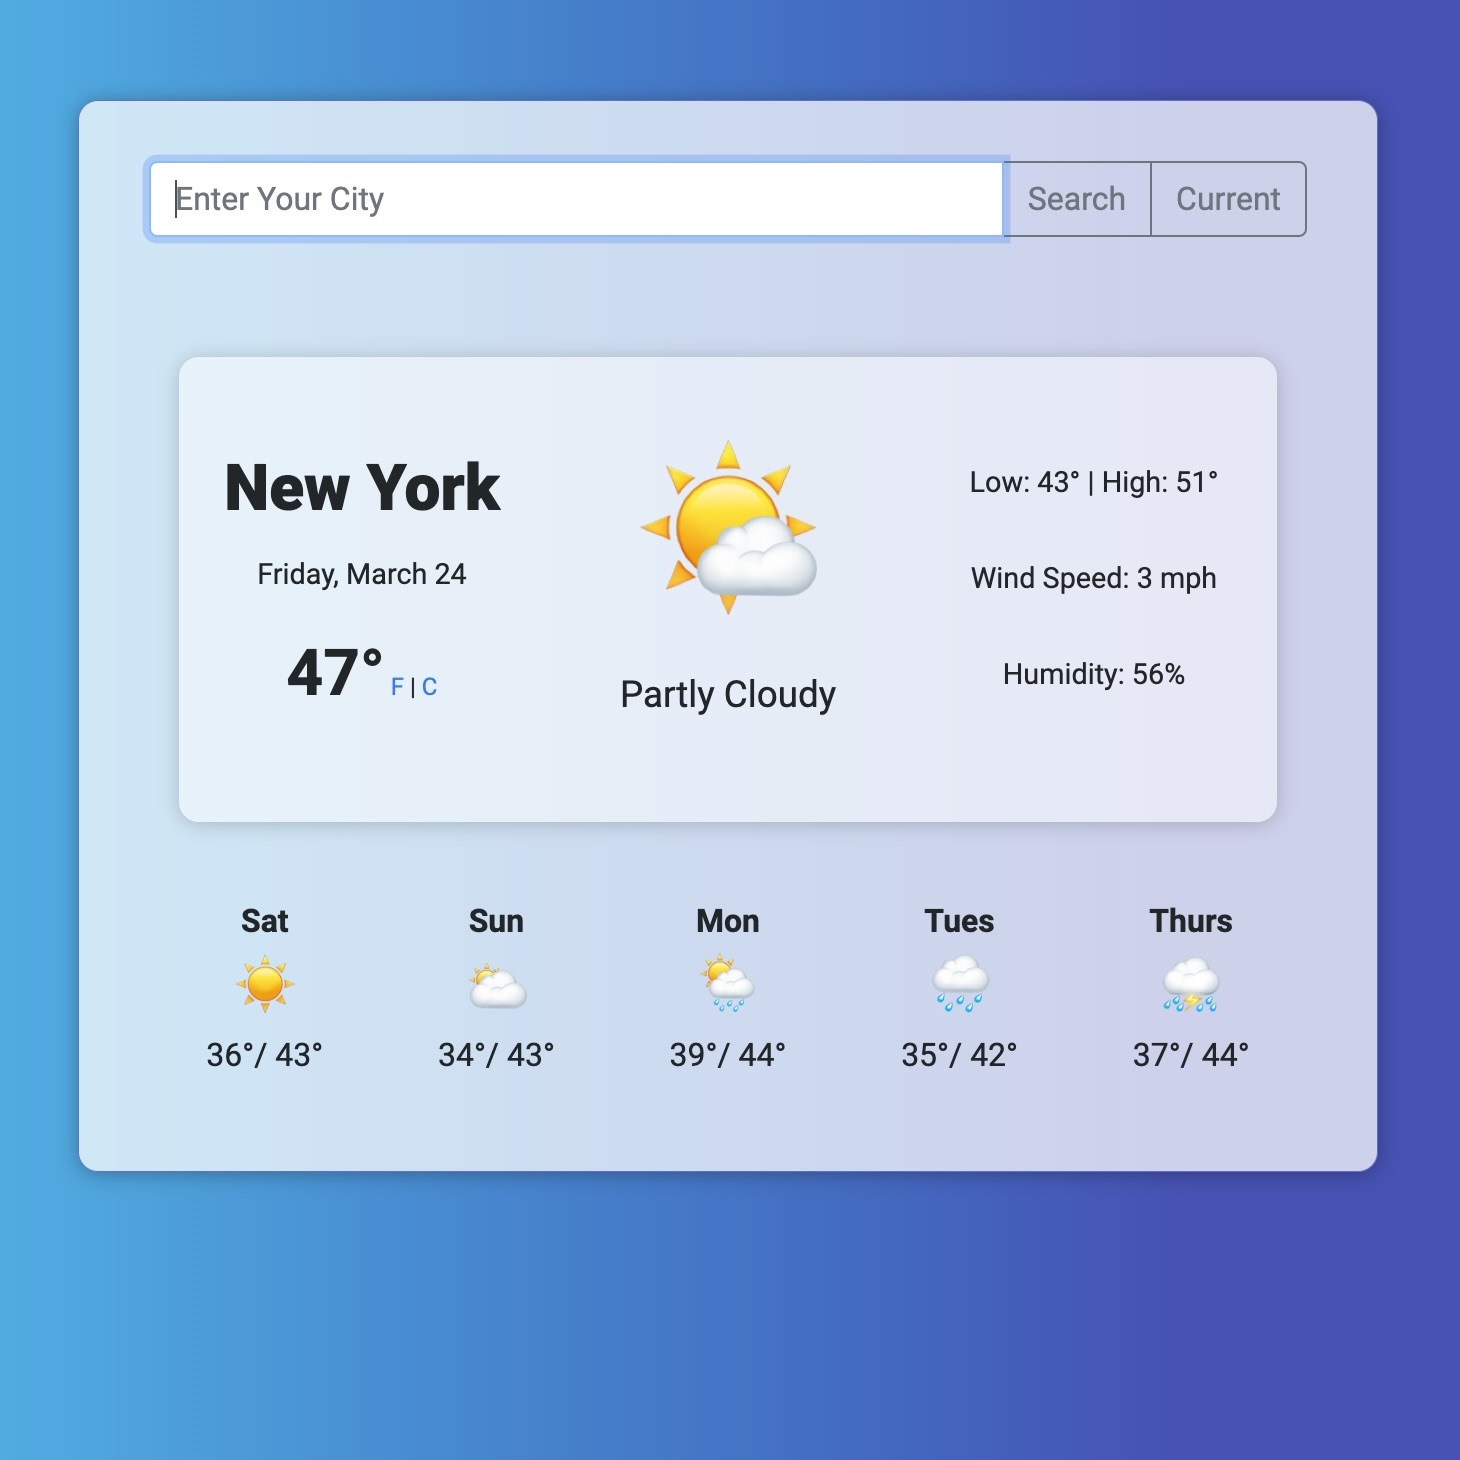 Enter Your City
Search
Current
New York
Friday, March 24
47° F | C
Partly Cloudy
Low: 43° | High: 51°
Wind Speed: 3 mph
Humidity: 56%
Sat
36°/ 43°
Sun
34°/ 43°
Mon
39°/ 44°
Tues
35°/ 42°
Thurs
37°/ 44°